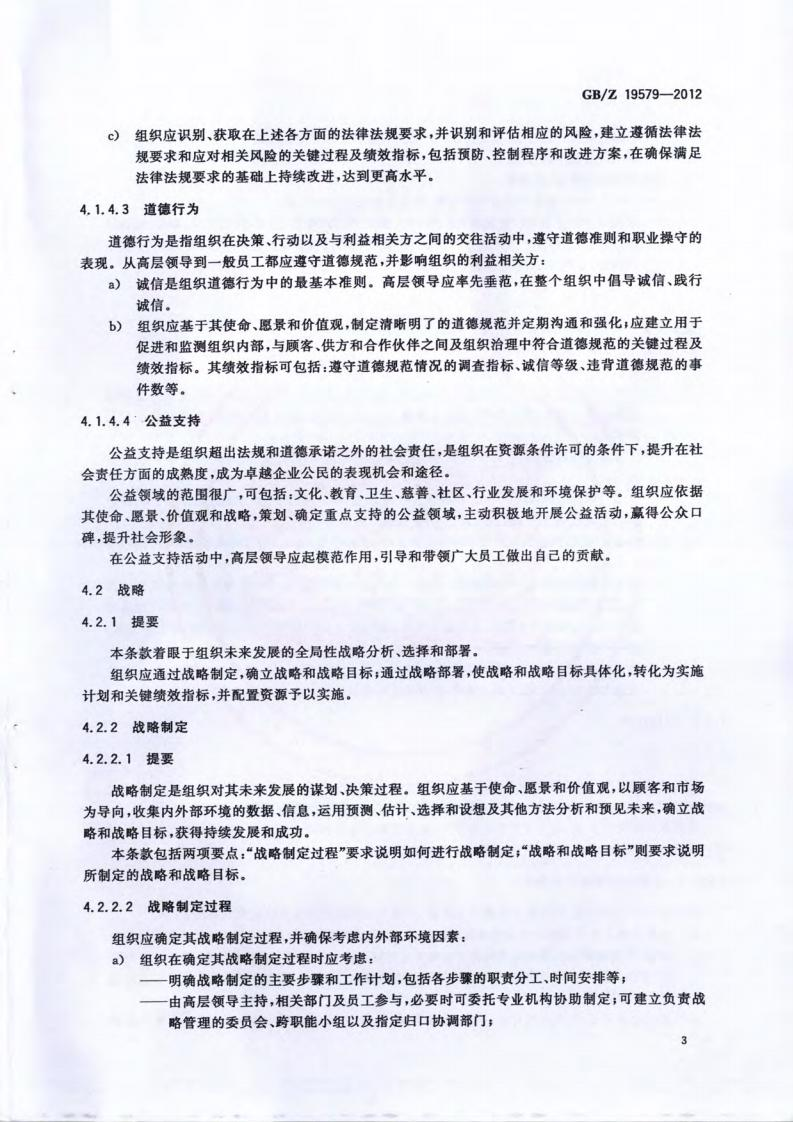 GB/Z 19579—2012
c) 组织应识别、获取在上述各方面的法律法规要求,并识别和评估相应的风险,建立遵循法律法
规要求和应对相关风险的关键过程及绩效指标,包括预防、控制程序和改进方案,在确保满足
法律法规要求的基础上持续改进,达到更高水平。
4.1.4.3 道德行为
道德行为是指组织在决策、行动以及与利益相关方之间的交往活动中,遵守道德准则和职业操守的
表现。从高层领导到一般员工都应遵守道德规范,并影响组织的利益相关方:
a) 诚信是组织道德行为中的最基本准则。高层领导应率先垂范,在整个组织中倡导诚信、践行
诚信。
b) 组织应基于其使命、愿景和价值观,制定清晰明了的道德规范并定期沟通和强化;应建立用于
促进和监测组织内部,与顾客、供方和合作伙伴之间及组织治理中符合道德规范的关键过程及
绩效指标。其绩效指标可包括:遵守道德规范情况的调查指标、诚信等级、违背道德规范的事
件数等。
4.1.4.4 公益支持
公益支持是组织超出法规和道德承诺之外的社会责任,是组织在资源条件许可的条件下,提升在社
会责任方面的成熟度,成为卓越企业公民的表现机会和途径。
公益领域的范围很广,可包括:文化、教育、卫生、慈善、社区、行业发展和环境保护等。组织应依据
其使命、愿景、价值观和战略,策划、确定重点支持的公益领域,主动积极地开展公益活动,赢得公众口
碑,提升社会形象。
在公益支持活动中,高层领导应起模范作用,引导和带领广大员工做出自己的贡献。
4.2 战略
4.2.1 提要
本条款着眼于组织未来发展的全局性战略分析、选择和部署。
组织应通过战略制定,确立战略和战略目标;通过战略部署,使战略和战略目标具体化,转化为实施
计划和关键绩效指标,并配置资源予以实施。
4.2.2 战略制定
4.2.2.1 提要
战略制定是组织对其未来发展的谋划、决策过程。组织应基于使命、愿景和价值观,以顾客和市场
为导向,收集内外部环境的数据、信息,运用预测、估计、选择和设想及其他方法分析和预见未来,确立战
略和战略目标,获得持续发展和成功。
本条款包括两项要点:“战略制定过程”要求说明如何进行战略制定;“战略和战略目标”则要求说明
所制定的战略和战略目标。
4.2.2.2 战略制定过程
组织应确定其战略制定过程,并确保考虑内外部环境因素:
a) 组织在确定其战略制定过程时应考虑:
——明确战略制定的主要步骤和工作计划,包括各步骤的职责分工、时间安排等;
——由高层领导主持,相关部门及员工参与,必要时可委托专业机构协助制定;可建立负责战
略管理的委员会、跨职能小组以及指定归口协调部门;
3